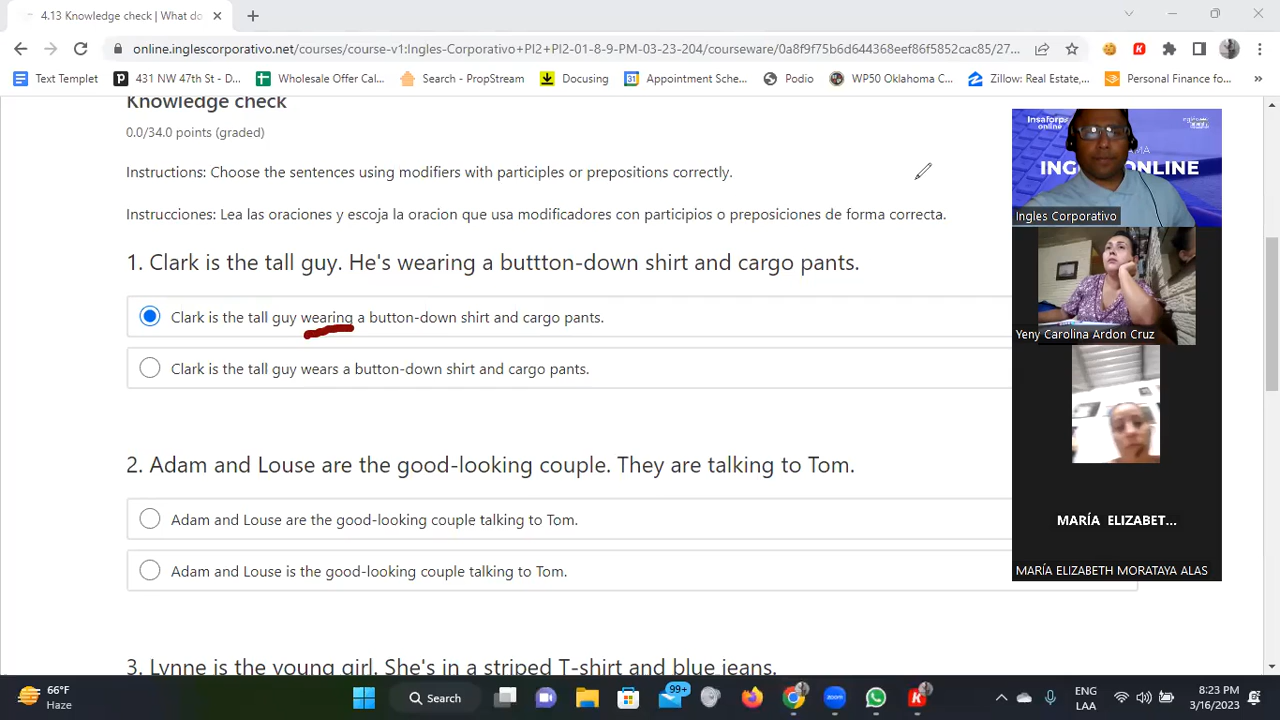 4.13 Knowledge check | What do
online.inglescorporativo.net/courses/course-v1:Ingles-Corporativo+PI2+PI2-01-8-9-PM-03-23-204/courseware/0a8f9f75b6d644368eef86f5852cac85/27...
Text Templet
431 NW 47th St - D...
Wholesale Offer Cal...
Search - PropStream
Docusing
31
Appointment Sche...
Podio
WP50 Oklahoma C...
Zillow: Real Estate,...
Personal Finance fo...
Knowledge check
0.0/34.0 points (graded)
Instructions: Choose the sentences using modifiers with participles or prepositions correctly.
Instrucciones: Lea las oraciones y escoja la oracion que usa modificadores con participios o preposiciones de forma correcta.
1. Clark is the tall guy. He's wearing a buttton-down shirt and cargo pants.
Clark is the tall guy wearing a button-down shirt and cargo pants.
Clark is the tall guy wears a button-down shirt and cargo pants.
2. Adam and Louse are the good-looking couple. They are talking to Tom.
Adam and Louse are the good-looking couple talking to Tom.
Adam and Louse is the good-looking couple talking to Tom.
3. Lynne is the young girl. She's in a striped T-shirt and blue jeans.
Ingles Corporativo
Yeny Carolina Ardon Cruz
MARÍA ELIZABET...
MARÍA ELIZABETH MORATAYA ALAS
66°F
Haze
Search
99+
ENG
LAA
8:23 PM
3/16/2023